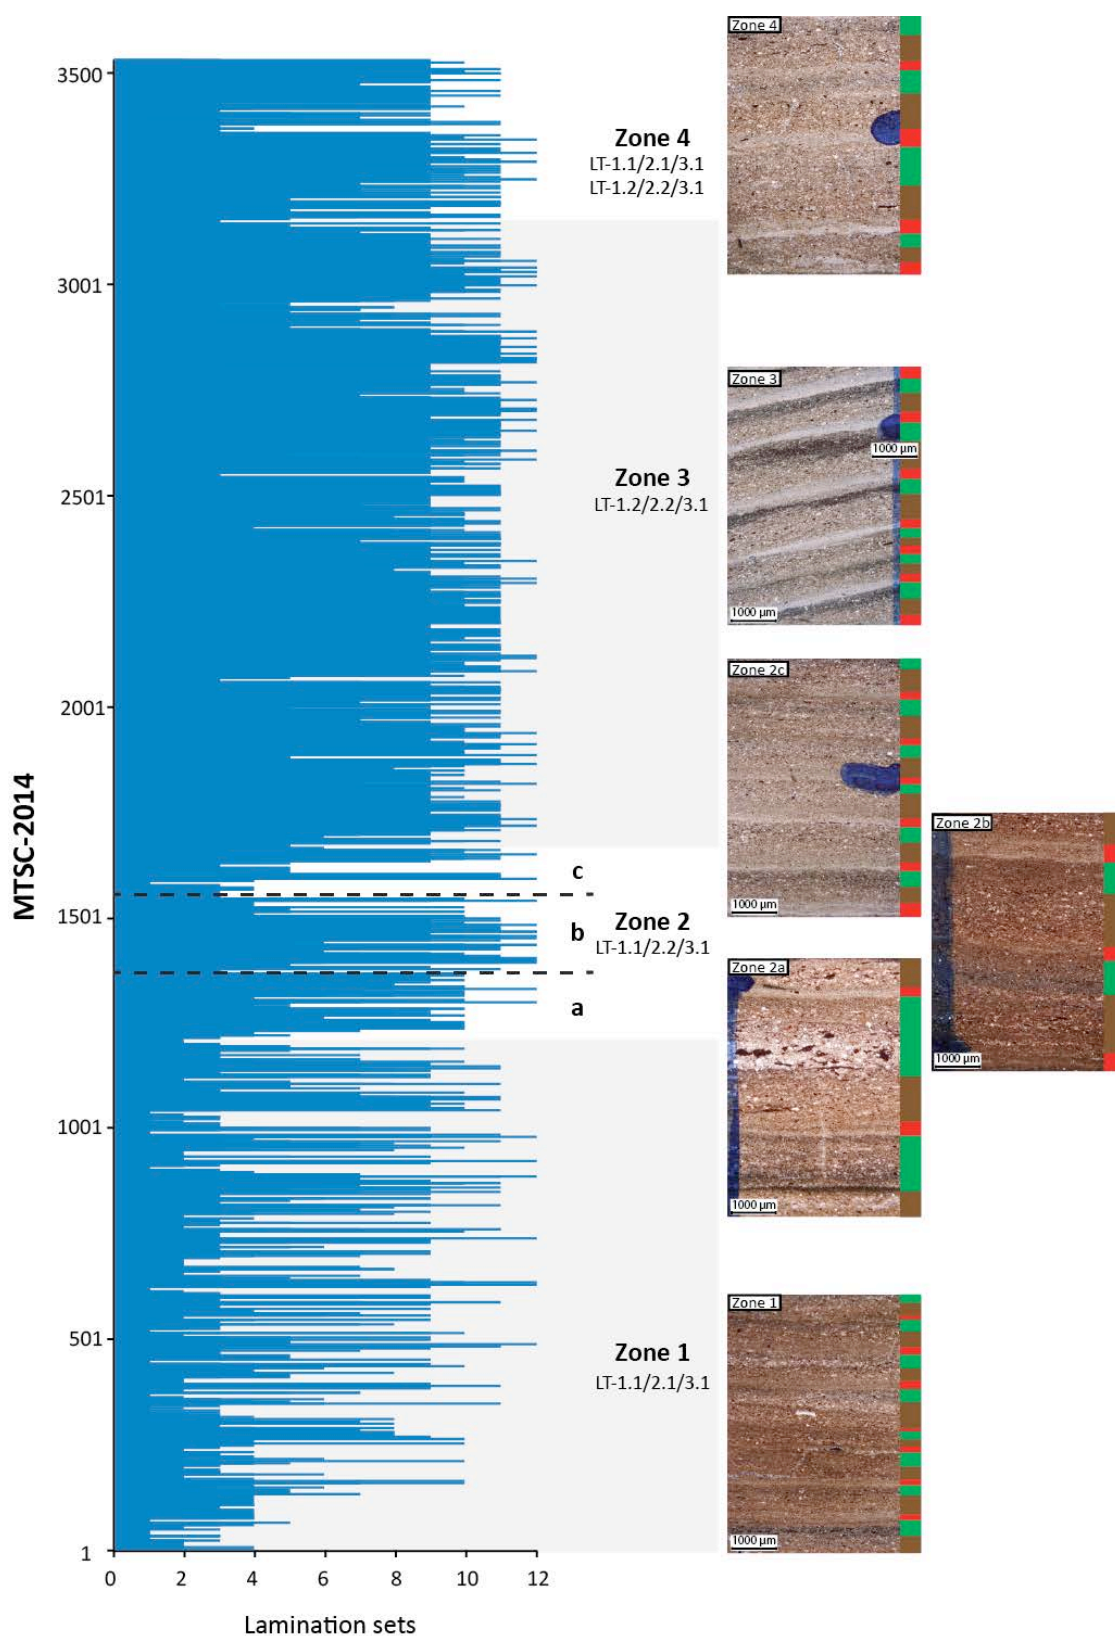 MTSC-2014
3500
3001
2501
2001
1501
1001
501
1
0 2 4 6 8 10 12
Lamination sets
Zone 4
LT-1.1/2.1/3.1
LT-1.2/2.2/3.1
Zone 3
LT-1.2/2.2/3.1
c
b
a
Zone 2
LT-1.1/2.2/3.1
Zone 1
LT-1.1/2.1/3.1
Zone 4
Zone 3
1000 µm
1000 µm
Zone 2c
1000 µm
Zone 2b
1000 µm
Zone 2a
1000 µm
Zone 1
1000 µm